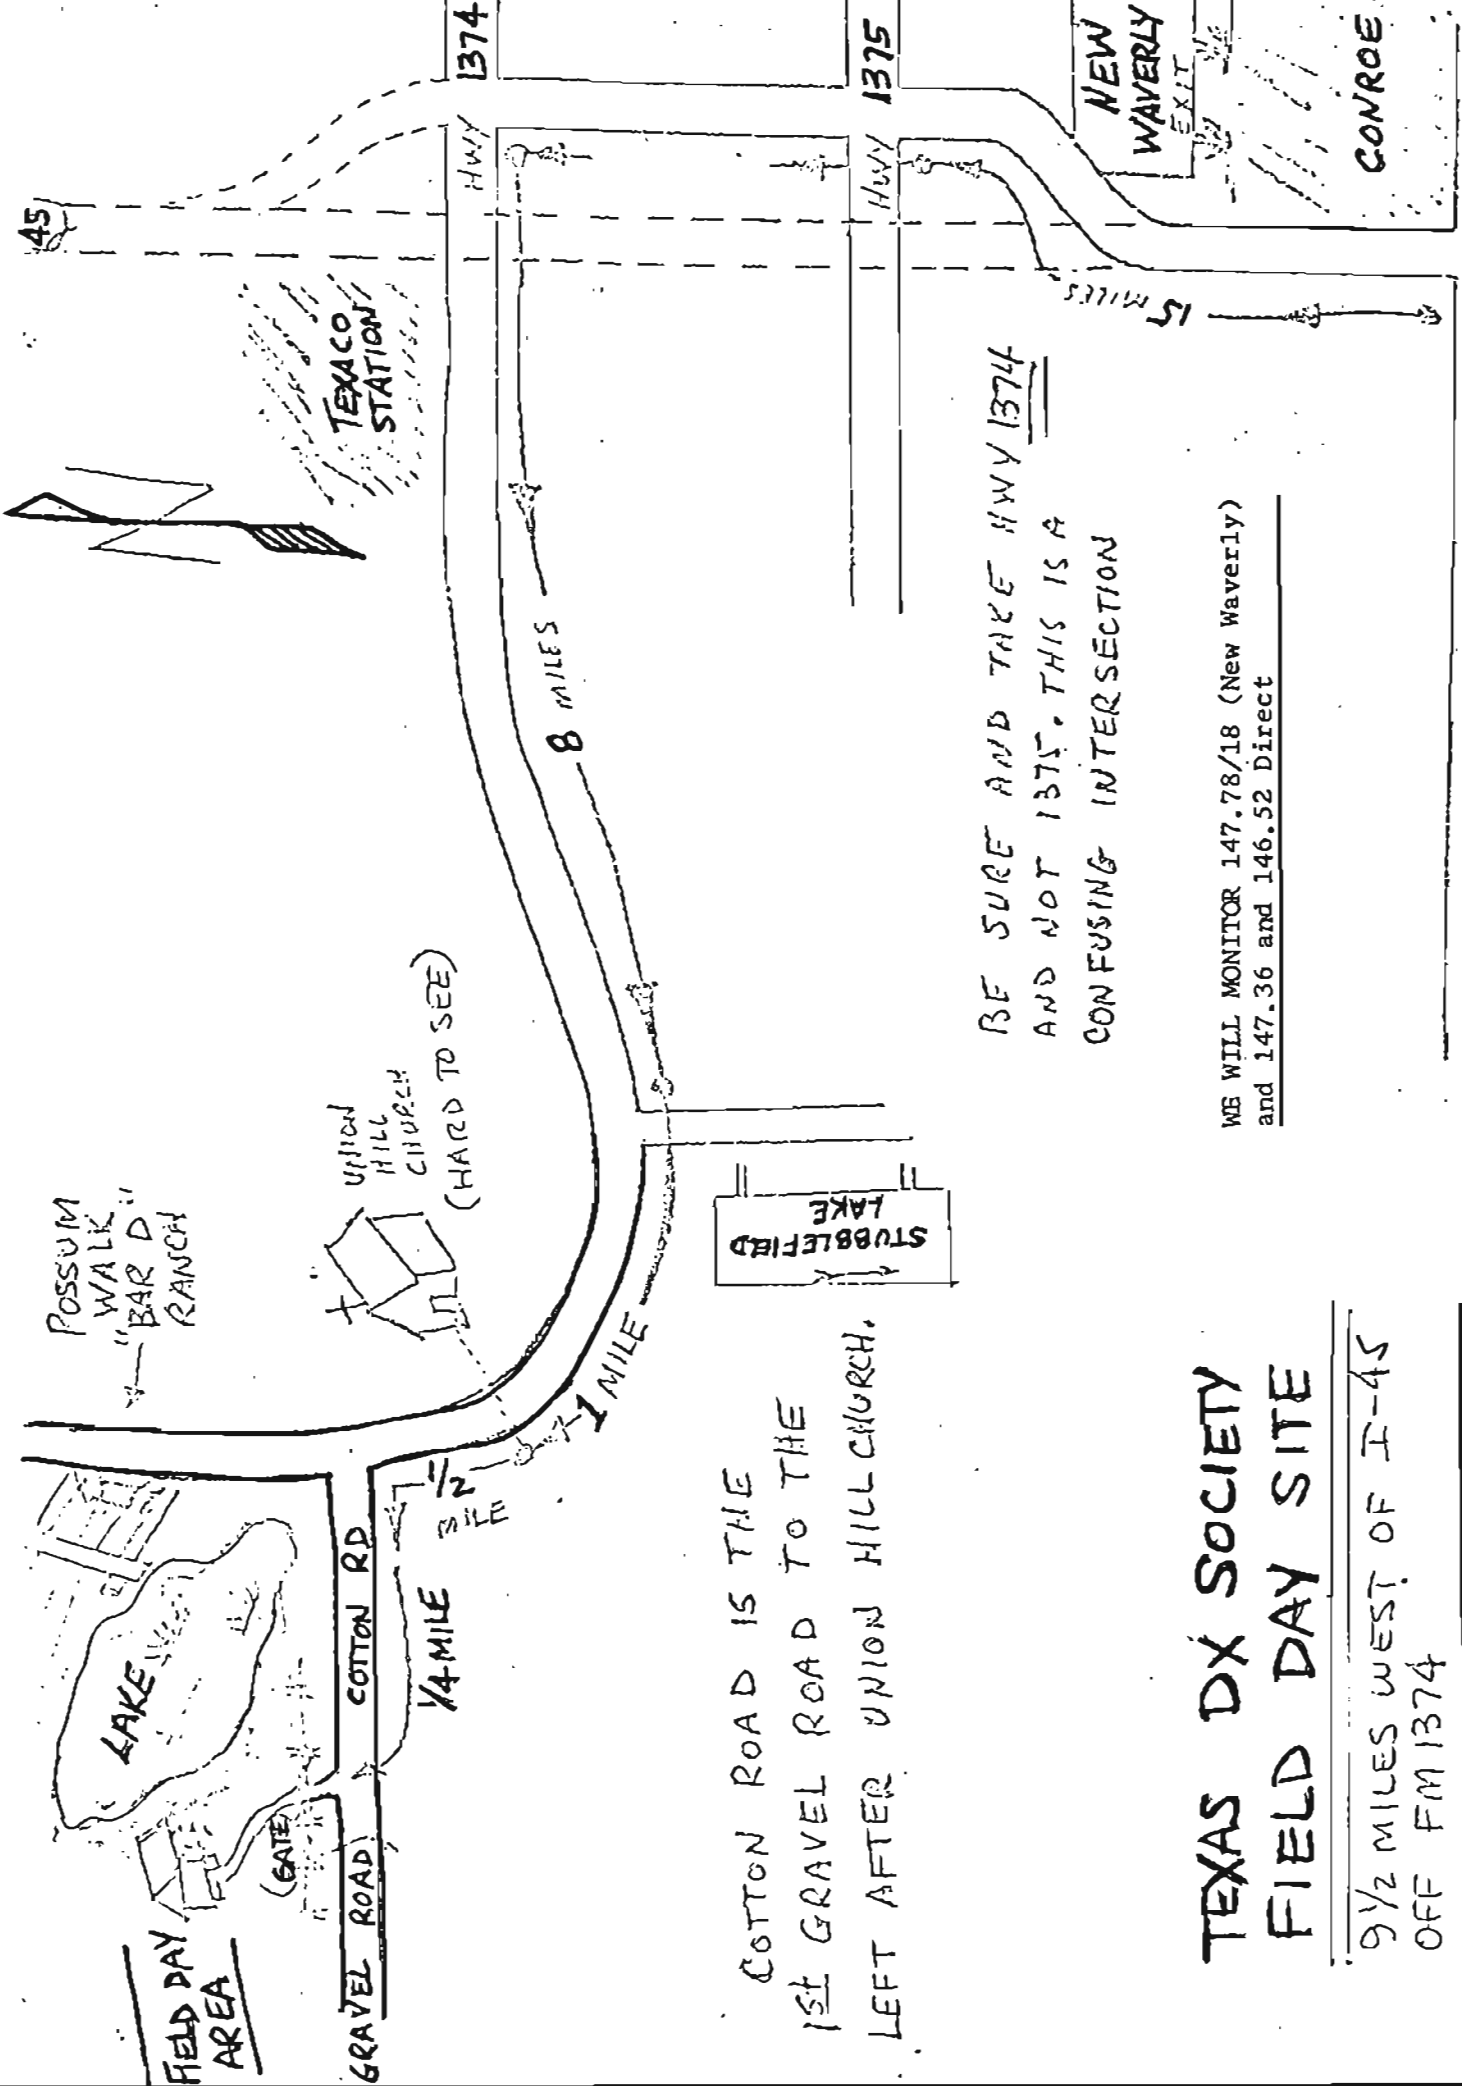 45
TEXACO
STATION
HWY 1374
HWY 1375
NEW
WAVERLY
EXIT
CONROE
15 MILES
8 MILES
POSSUM
WALK
"BAR D"
RANCH
UNION
HILL
CHURCH
(HARD TO SEE)
STUBBLEFIELD
LAKE
1 MILE
1/2
MILE
1/4 MILE
LAKE
COTTON RD
(GATE)
GRAVEL ROAD
FIELD DAY
AREA
BE SURE AND TAKE HWY 1374
AND NOT 1375. THIS IS A
CONFUSING INTERSECTION
WE WILL MONITOR 147.78/18 (New Waverly)
and 147.36 and 146.52 Direct
COTTON ROAD IS THE
1st GRAVEL ROAD TO THE
LEFT AFTER UNION HILL CHURCH.
TEXAS DX SOCIETY
FIELD DAY SITE
9 1/2 MILES WEST OF I-45
OFF FM 1374